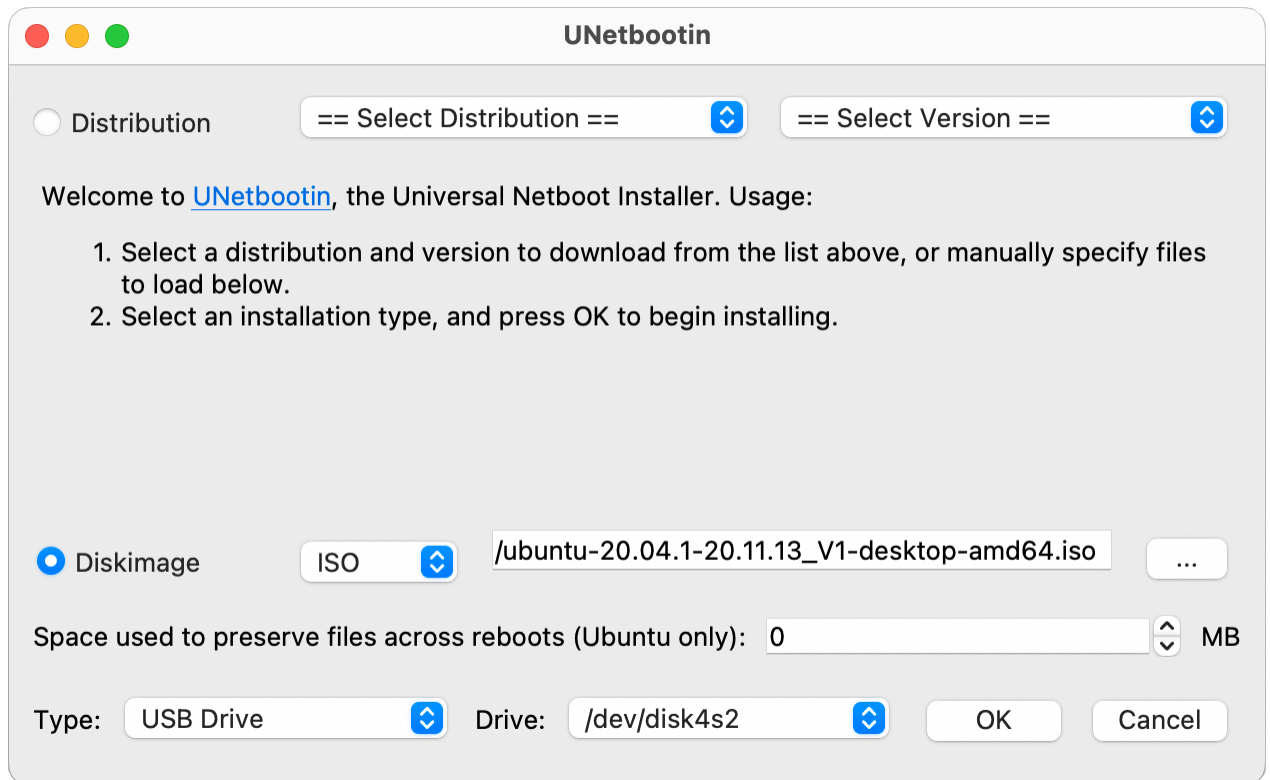 UNetbootin
Distribution == Select Distribution == == Select Version ==
Welcome to UNetbootin, the Universal Netboot Installer. Usage:
1. Select a distribution and version to download from the list above, or manually specify files
to load below.
2. Select an installation type, and press OK to begin installing.
Diskimage ISO /ubuntu-20.04.1-20.11.13_V1-desktop-amd64.iso ...
Space used to preserve files across reboots (Ubuntu only): 0 MB
Type: USB Drive Drive: /dev/disk4s2 OK Cancel